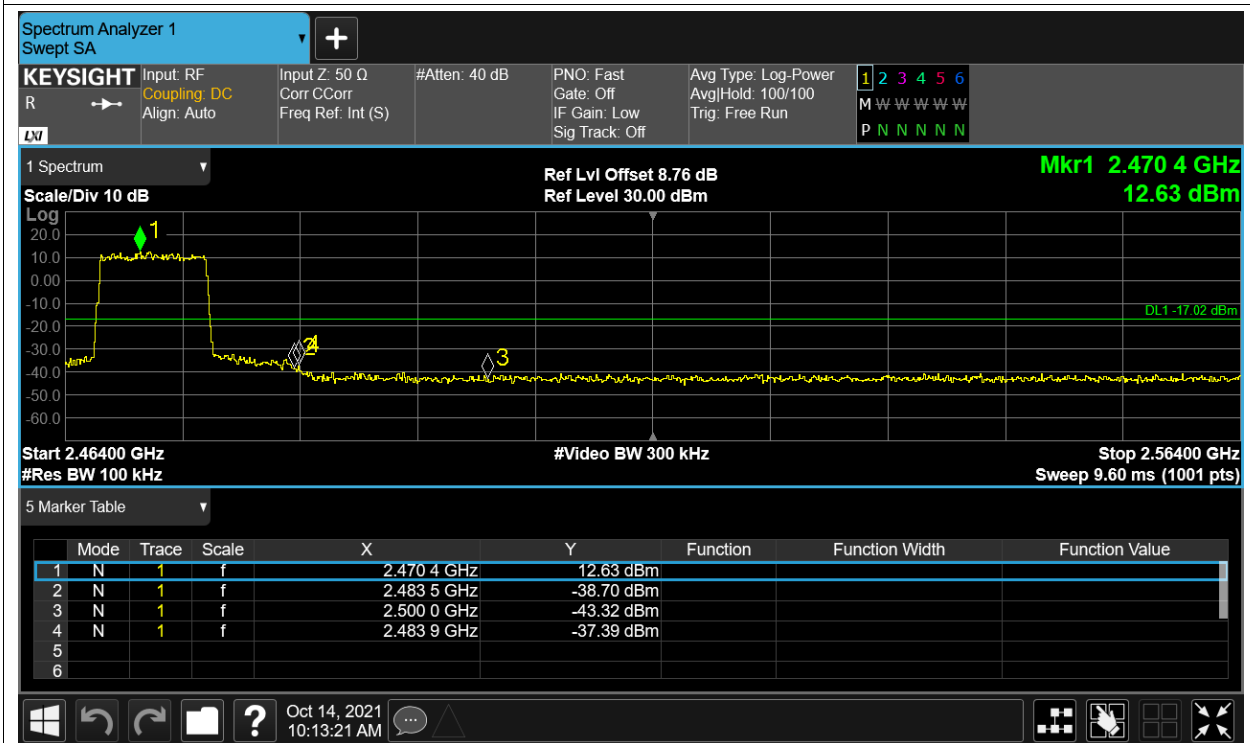 Spectrum Analyzer 1
Swept SA
KEYSIGHT Input: RF Input Z: 50 Ω #Atten: 40 dB PNO: Fast Avg Type: Log-Power 1 2 3 4 5 6
R Coupling: DC Corr CCorr Gate: Off Avg|Hold: 100/100 M W W W W W
Align: Auto Freq Ref: Int (S) IF Gain: Low Trig: Free Run
LXI Sig Track: Off P N N N N N
1 Spectrum Ref Lvl Offset 8.76 dB Mkr1 2.470 4 GHz
Scale/Div 10 dB Ref Level 30.00 dBm 12.63 dBm
Log
20.0
10.0
0.00
-10.0
-20.0
-30.0
-40.0
-50.0
-60.0
1
DL1 -17.02 dBm
2 4
3
Start 2.46400 GHz #Video BW 300 kHz Stop 2.56400 GHz
#Res BW 100 kHz Sweep 9.60 ms (1001 pts)
5 Marker Table
Mode Trace Scale X Y Function Function Width Function Value
1 N 1 f 2.470 4 GHz 12.63 dBm
2 N 1 f 2.483 5 GHz -38.70 dBm
3 N 1 f 2.500 0 GHz -43.32 dBm
4 N 1 f 2.483 9 GHz -37.39 dBm
5
6
? Oct 14, 2021
10:13:21 AM